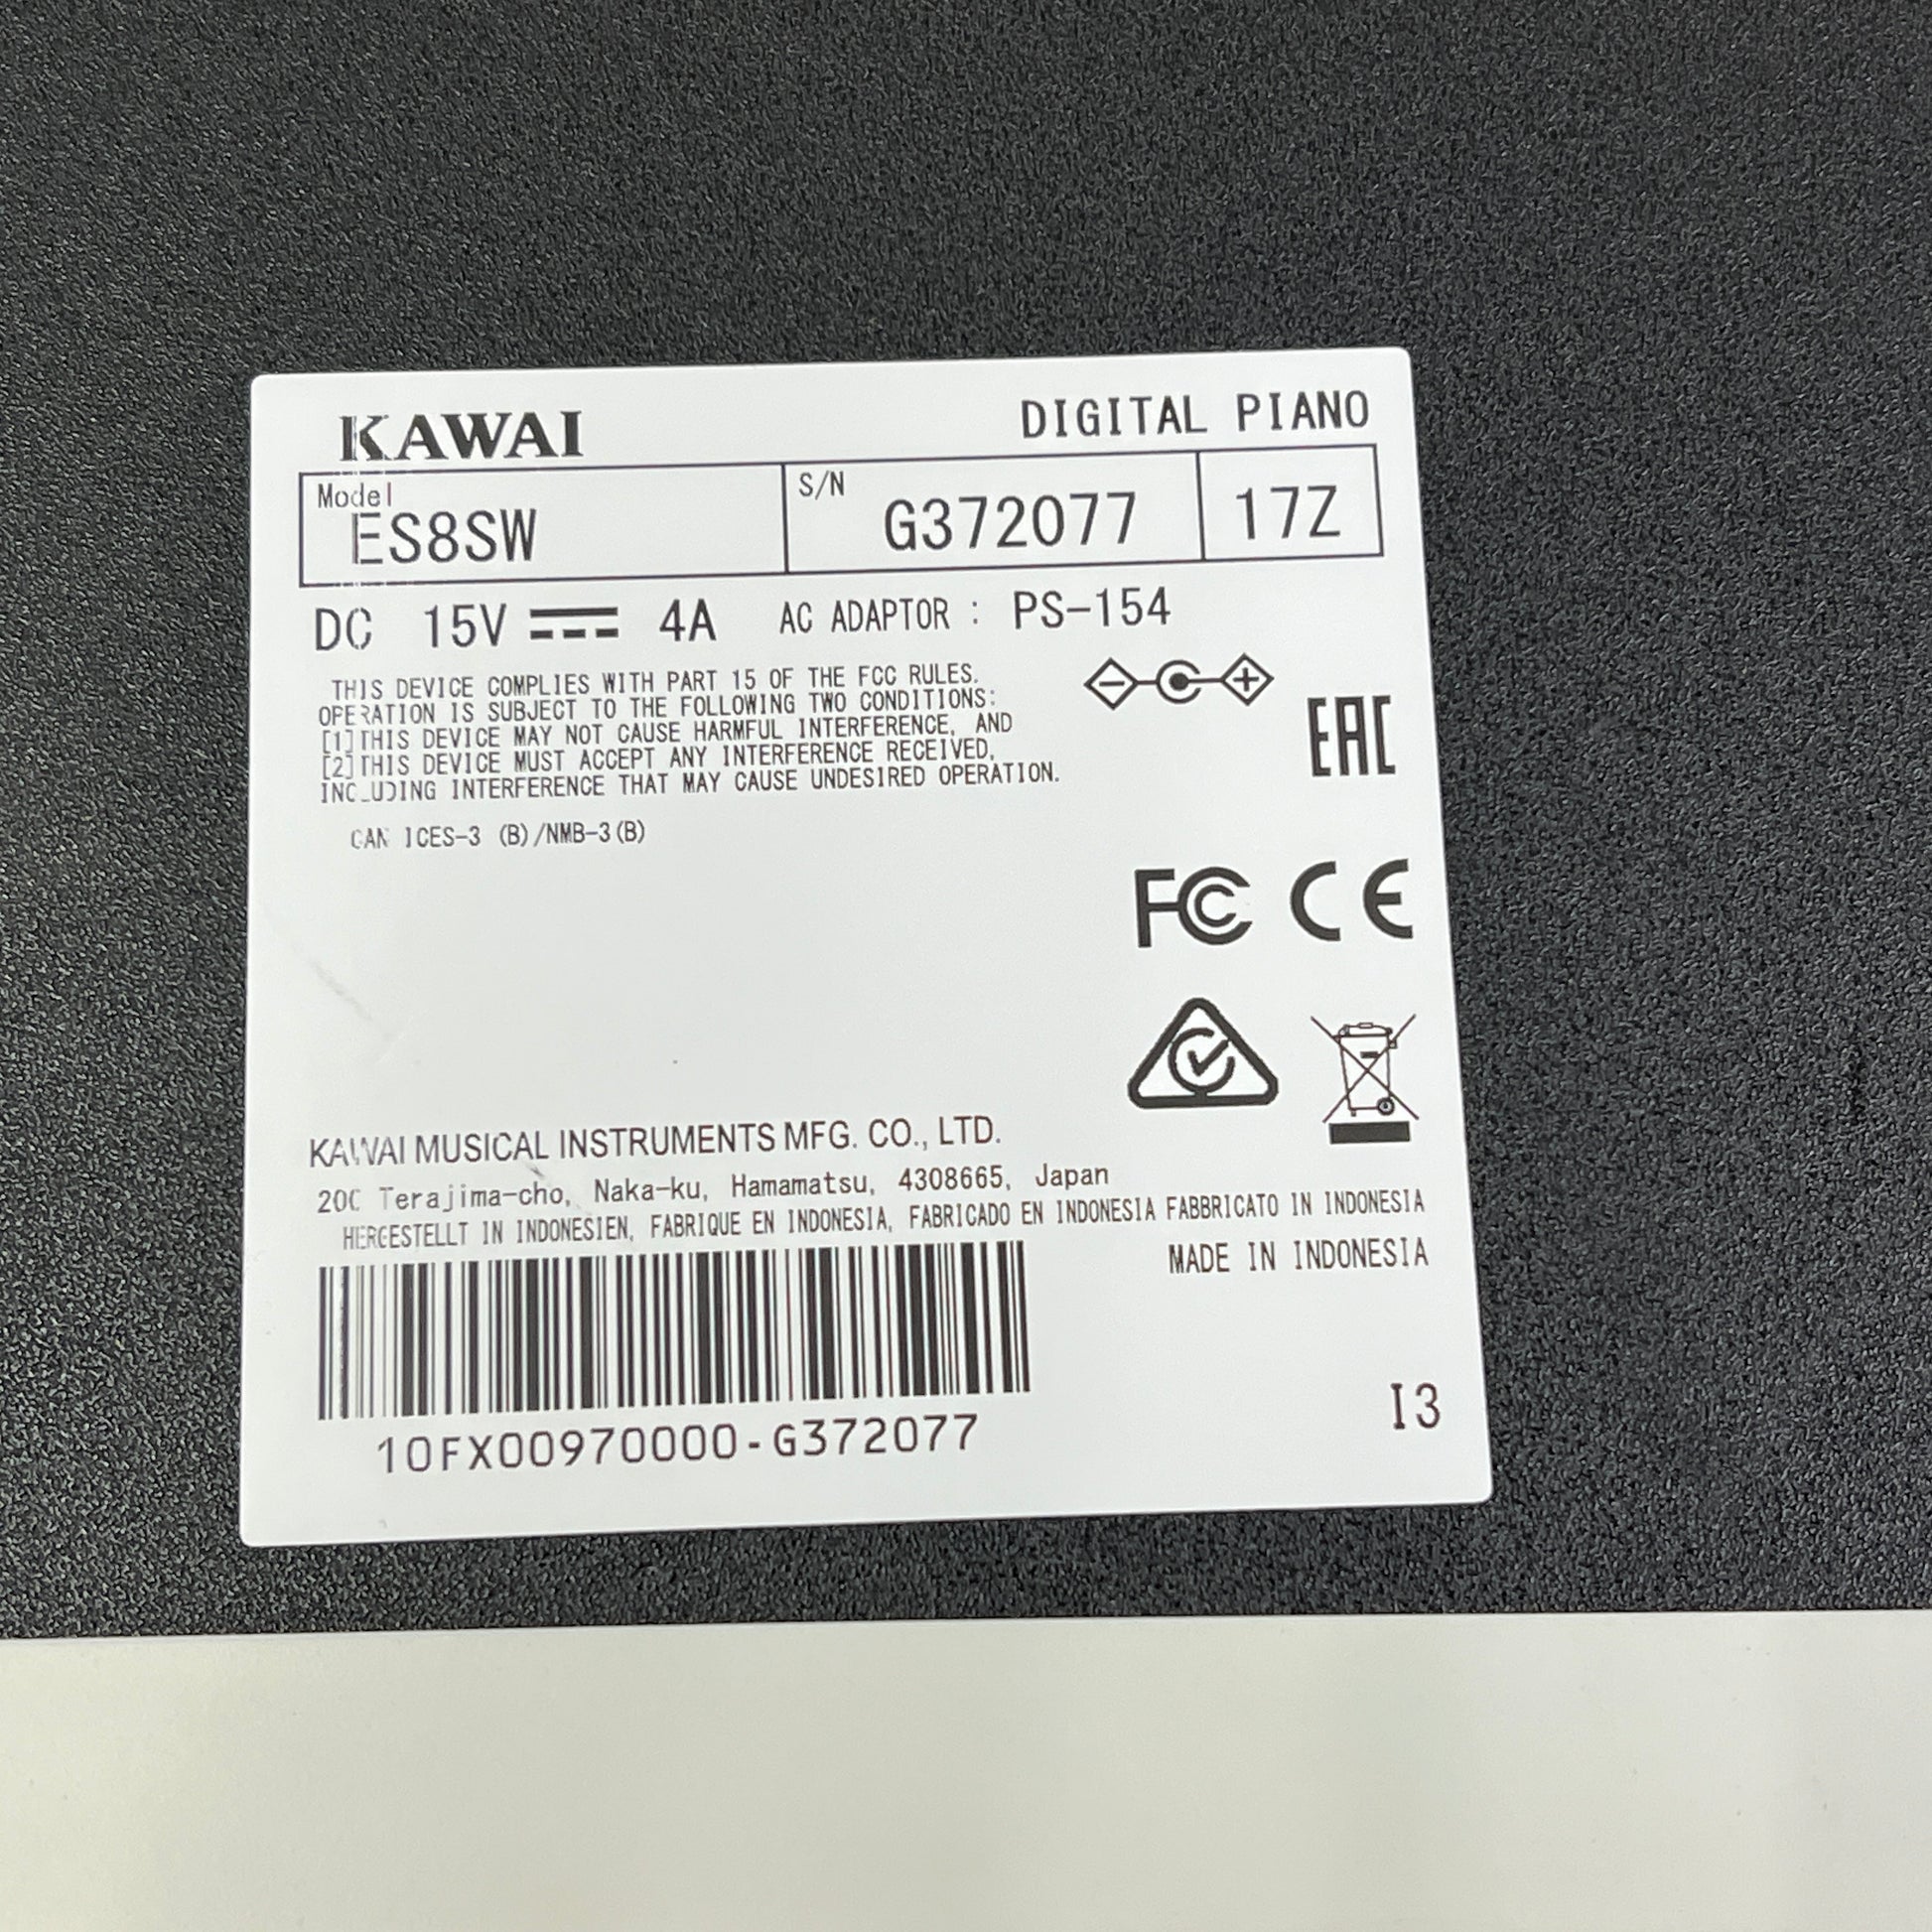 KAWAI
DIGITAL PIANO
Model
ES8SW
S/N
G372077
17Z
DC 15V 4A AC ADAPTOR : PS-154
THIS DEVICE COMPLIES WITH PART 15 OF THE FCC RULES.
OPERATION IS SUBJECT TO THE FOLLOWING TWO CONDITIONS:
[1]THIS DEVICE MAY NOT CAUSE HARMFUL INTERFERENCE, AND
[2]THIS DEVICE MUST ACCEPT ANY INTERFERENCE RECEIVED,
INCLUDING INTERFERENCE THAT MAY CAUSE UNDESIRED OPERATION.
EAC
CAN ICES-3 (B)/NMB-3(B)
FC CE
KAWAI MUSICAL INSTRUMENTS MFG. CO., LTD.
200 Terajima-cho, Naka-ku, Hamamatsu, 4308665, Japan
HERGESTELLT IN INDONESIEN, FABRIQUE EN INDONESIA, FABRICADO EN INDONESIA FABBRICATO IN INDONESIA
MADE IN INDONESIA
10FX00970000-G372077
I3